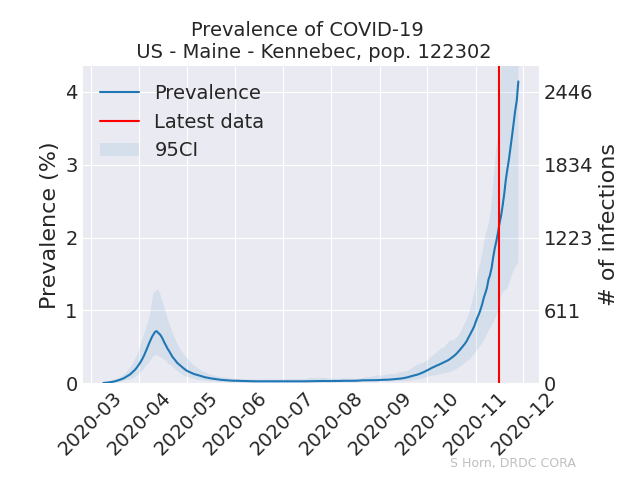 Prevalence of COVID-19
US - Maine - Kennebec, pop. 122302
Prevalence
Latest data
95CI
Prevalence (%)
4
3
2
1
0
2446
1834
1223
611
0
# of infections
2020-03
2020-04
2020-05
2020-06
2020-07
2020-08
2020-09
2020-10
2020-11
2020-12
S Horn, DRDC CORA